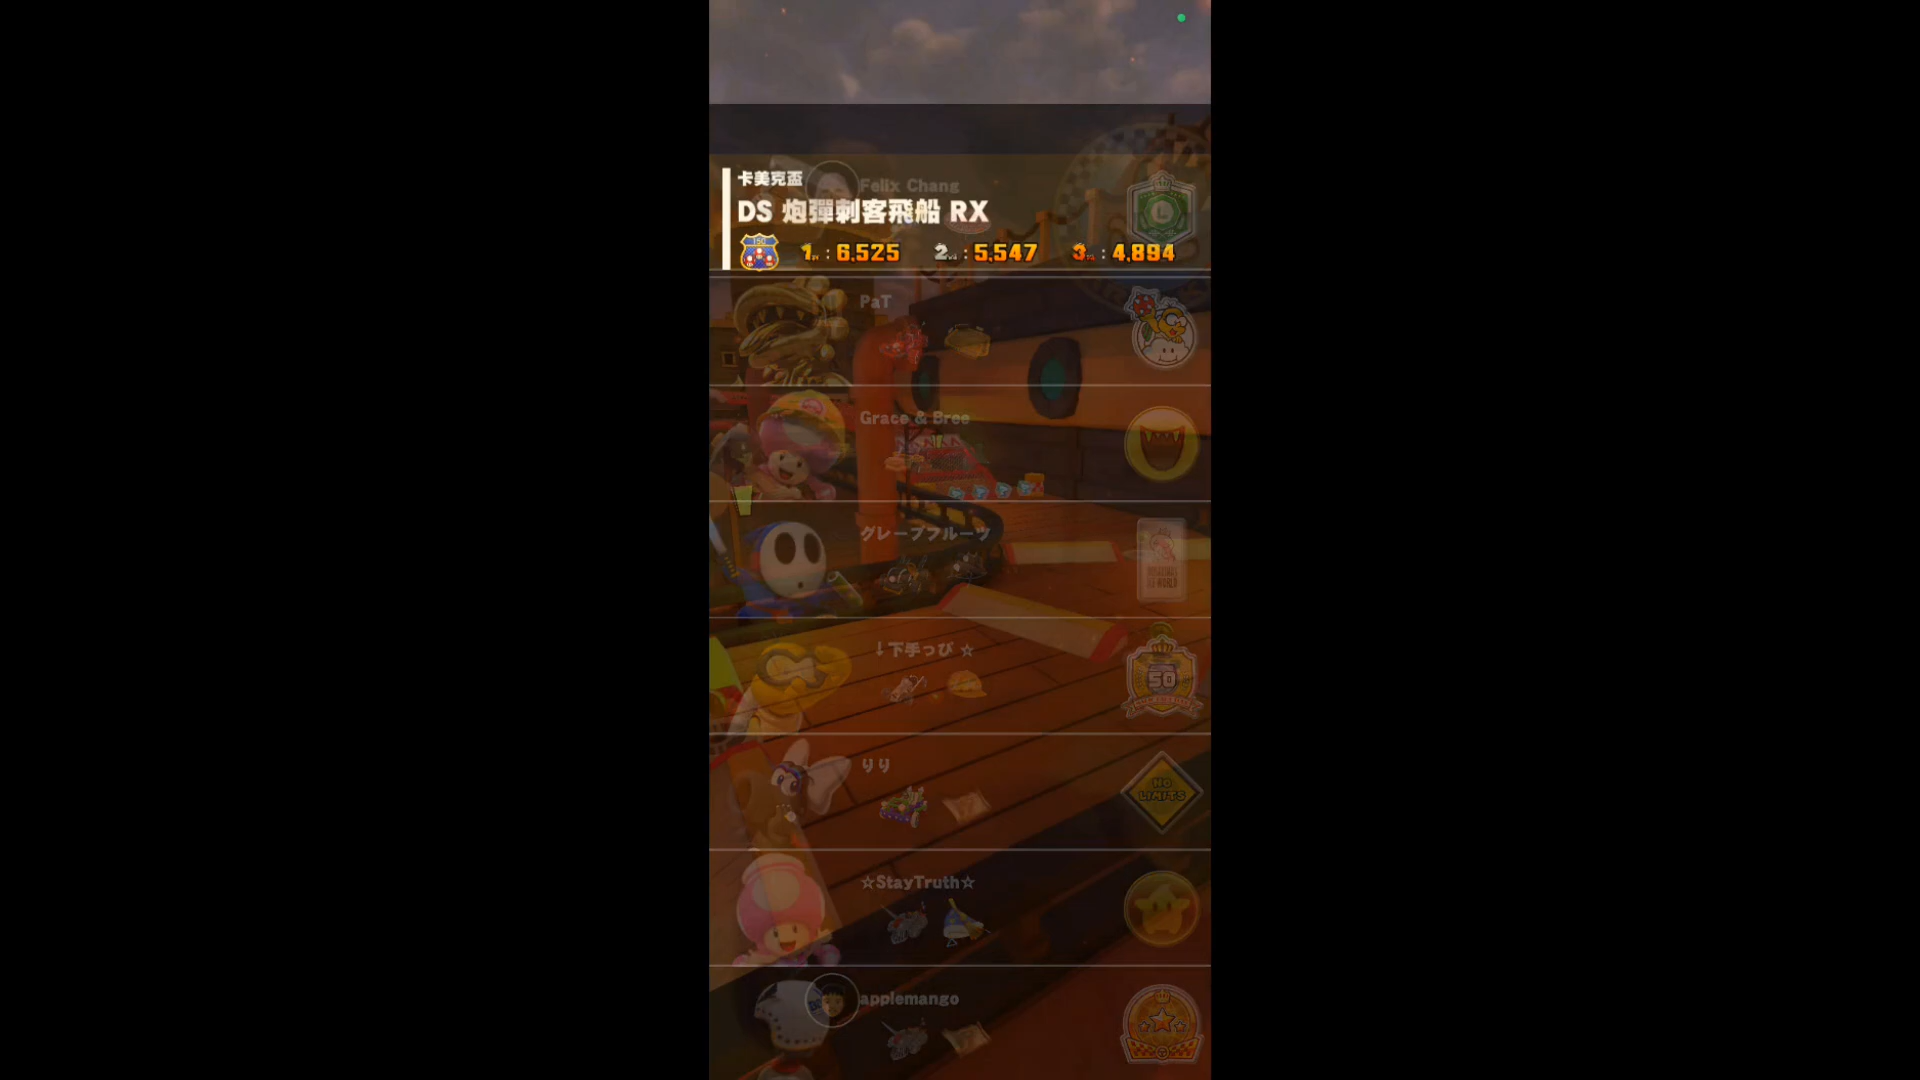 卡美克盃
Felix Chang
DS 炮彈刺客飛船 RX
150
1st : 6,525 2nd : 5,547 3rd : 4,894
L
PaT
Grace & Bree
グレープフルーツ
↓下手っぴ ☆
50
りり
NO LIMITS
☆StayTruth☆
applemango